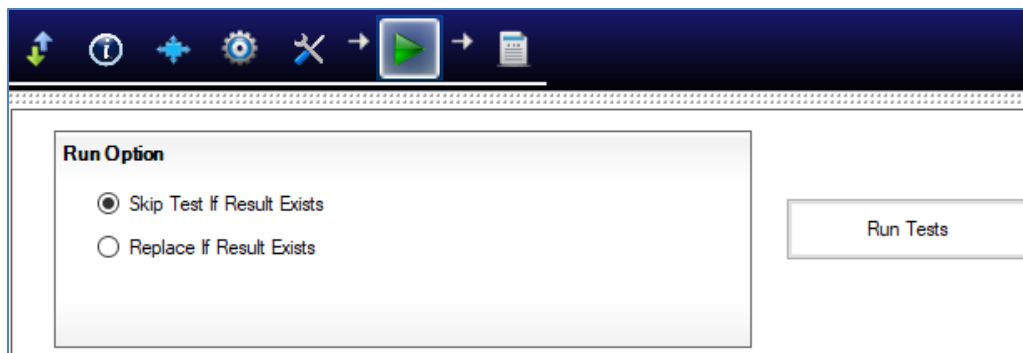 Run Option
Skip Test If Result Exists
Replace If Result Exists
Run Tests